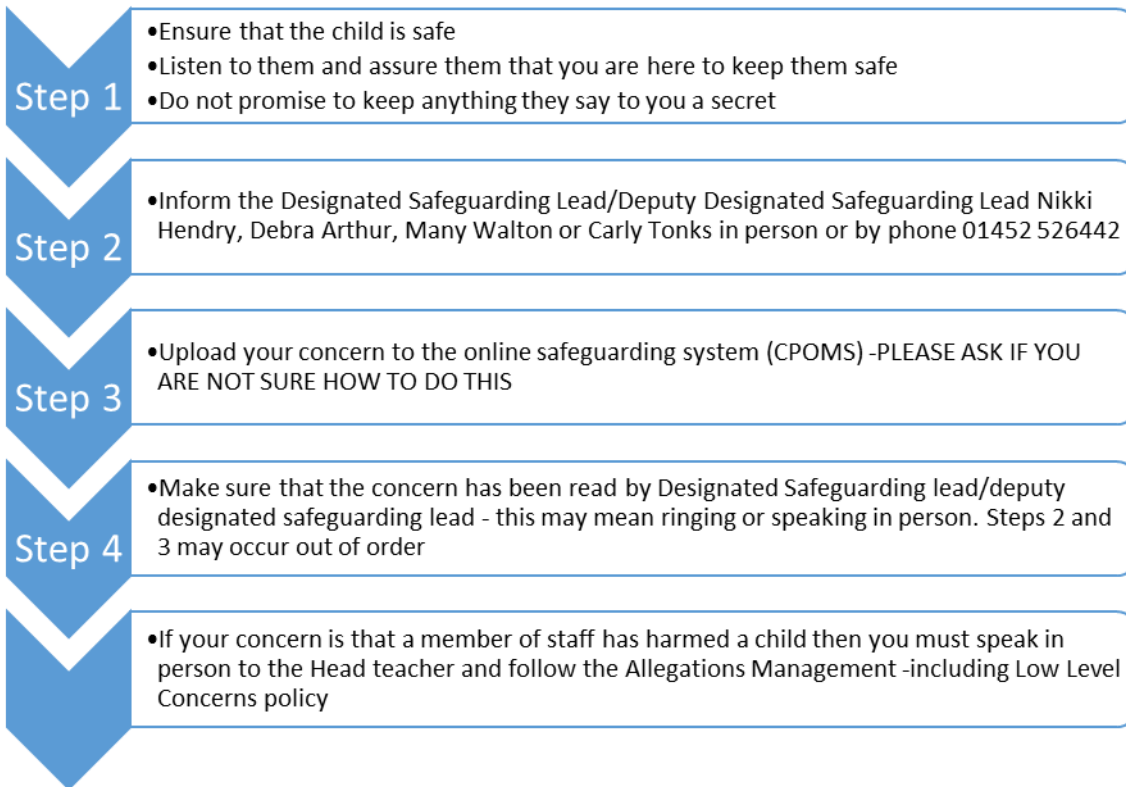 Step 1
•Ensure that the child is safe
•Listen to them and assure them that you are here to keep them safe
•Do not promise to keep anything they say to you a secret
Step 2
•Inform the Designated Safeguarding Lead/Deputy Designated Safeguarding Lead Nikki
Hendry, Debra Arthur, Many Walton or Carly Tonks in person or by phone 01452 526442
Step 3
•Upload your concern to the online safeguarding system (CPOMS) -PLEASE ASK IF YOU
ARE NOT SURE HOW TO DO THIS
Step 4
•Make sure that the concern has been read by Designated Safeguarding lead/deputy
designated safeguarding lead - this may mean ringing or speaking in person. Steps 2 and
3 may occur out of order
•If your concern is that a member of staff has harmed a child then you must speak in
person to the Head teacher and follow the Allegations Management -including Low Level
Concerns policy